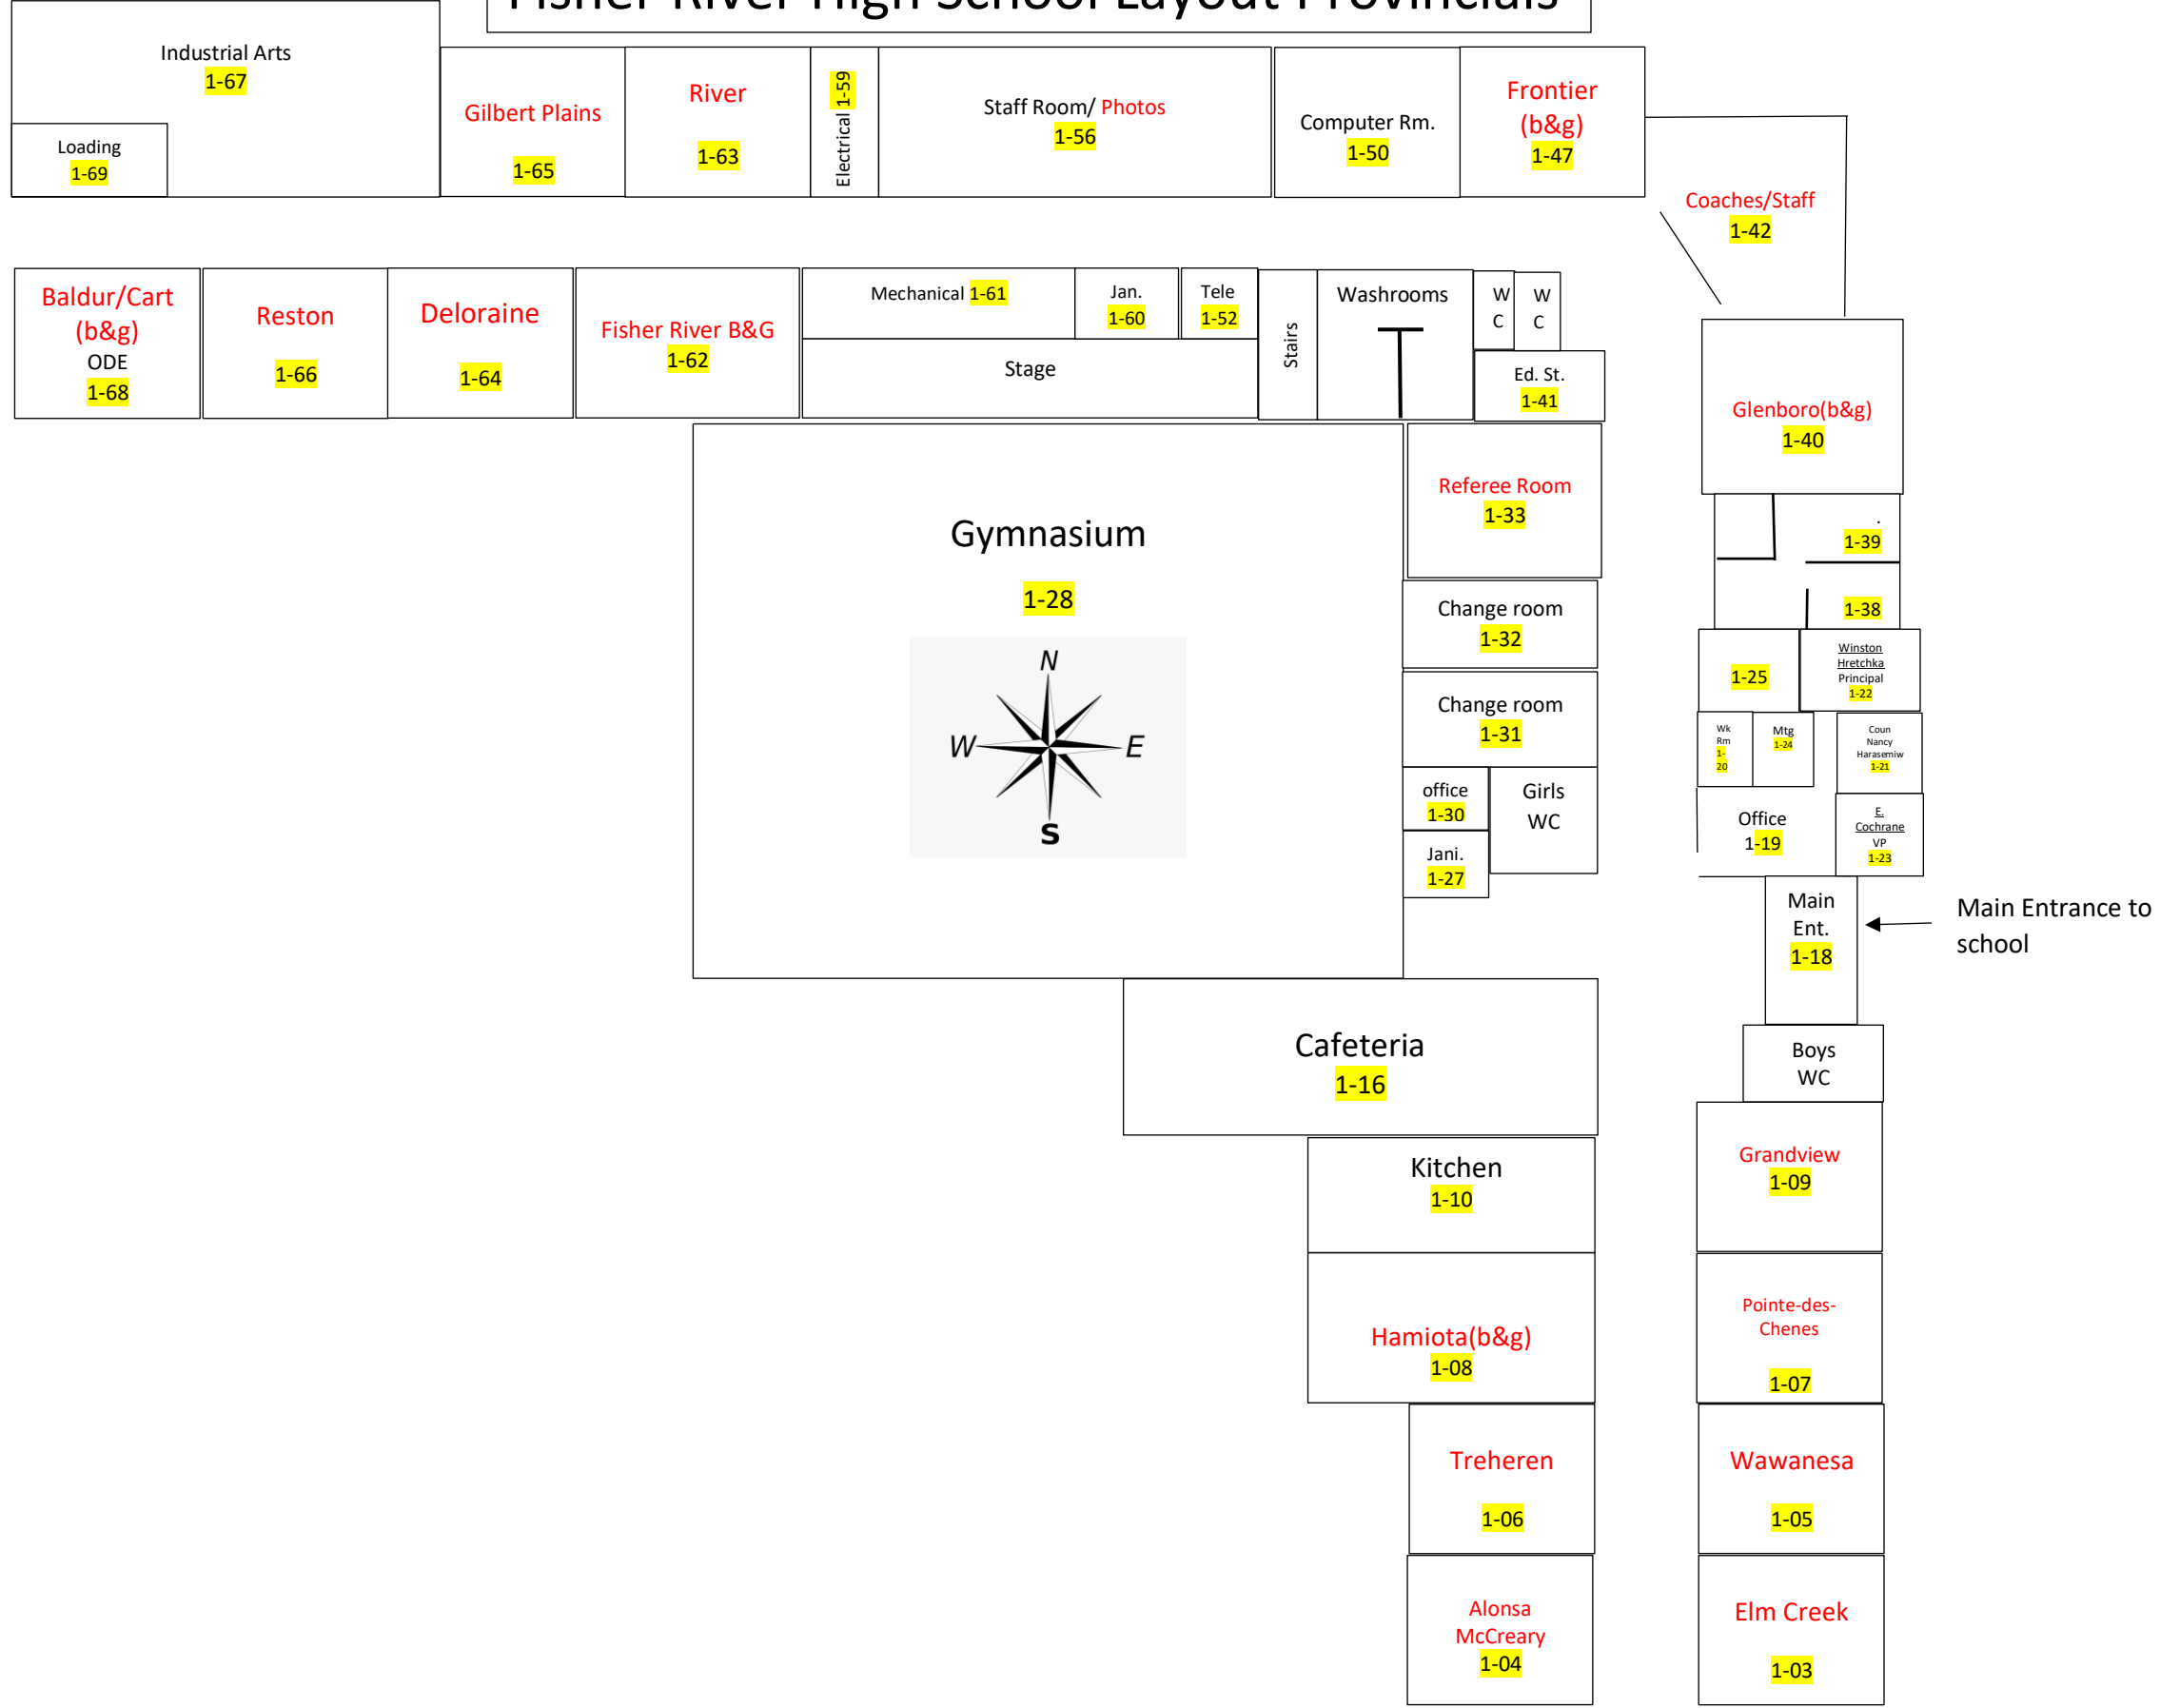 Fisher River High School Layout Provincials
Industrial Arts
1-67
Loading
1-69
Gilbert Plains
1-65
River
1-63
Electrical 1-59
Staff Room/ Photos
1-56
Computer Rm.
1-50
Frontier
(b&g)
1-47
Coaches/Staff
1-42
Baldur/Cart
(b&g)
ODE
1-68
Reston
1-66
Deloraine
1-64
Fisher River B&G
1-62
Mechanical 1-61
Jan.
1-60
Tele
1-52
Stage
Stairs
Washrooms
W
C
W
C
Ed. St.
1-41
Glenboro(b&g)
1-40
Gymnasium
1-28
N
W
E
S
Referee Room
1-33
Change room
1-32
Change room
1-31
office
1-30
Girls
WC
Jani.
1-27
.
1-39
1-38
1-25
Winston
Hretchka
Principal
1-22
Wk
Rm
1-
20
Mtg
1-24
Coun
Nancy
Harasemiw
1-21
Office
1-19
E.
Cochrane
VP
1-23
Main
Ent.
1-18
Main Entrance to
school
Boys
WC
Cafeteria
1-16
Kitchen
1-10
Grandview
1-09
Hamiota(b&g)
1-08
Pointe-des-
Chenes
1-07
Treheren
1-06
Wawanesa
1-05
Alonsa
McCreary
1-04
Elm Creek
1-03